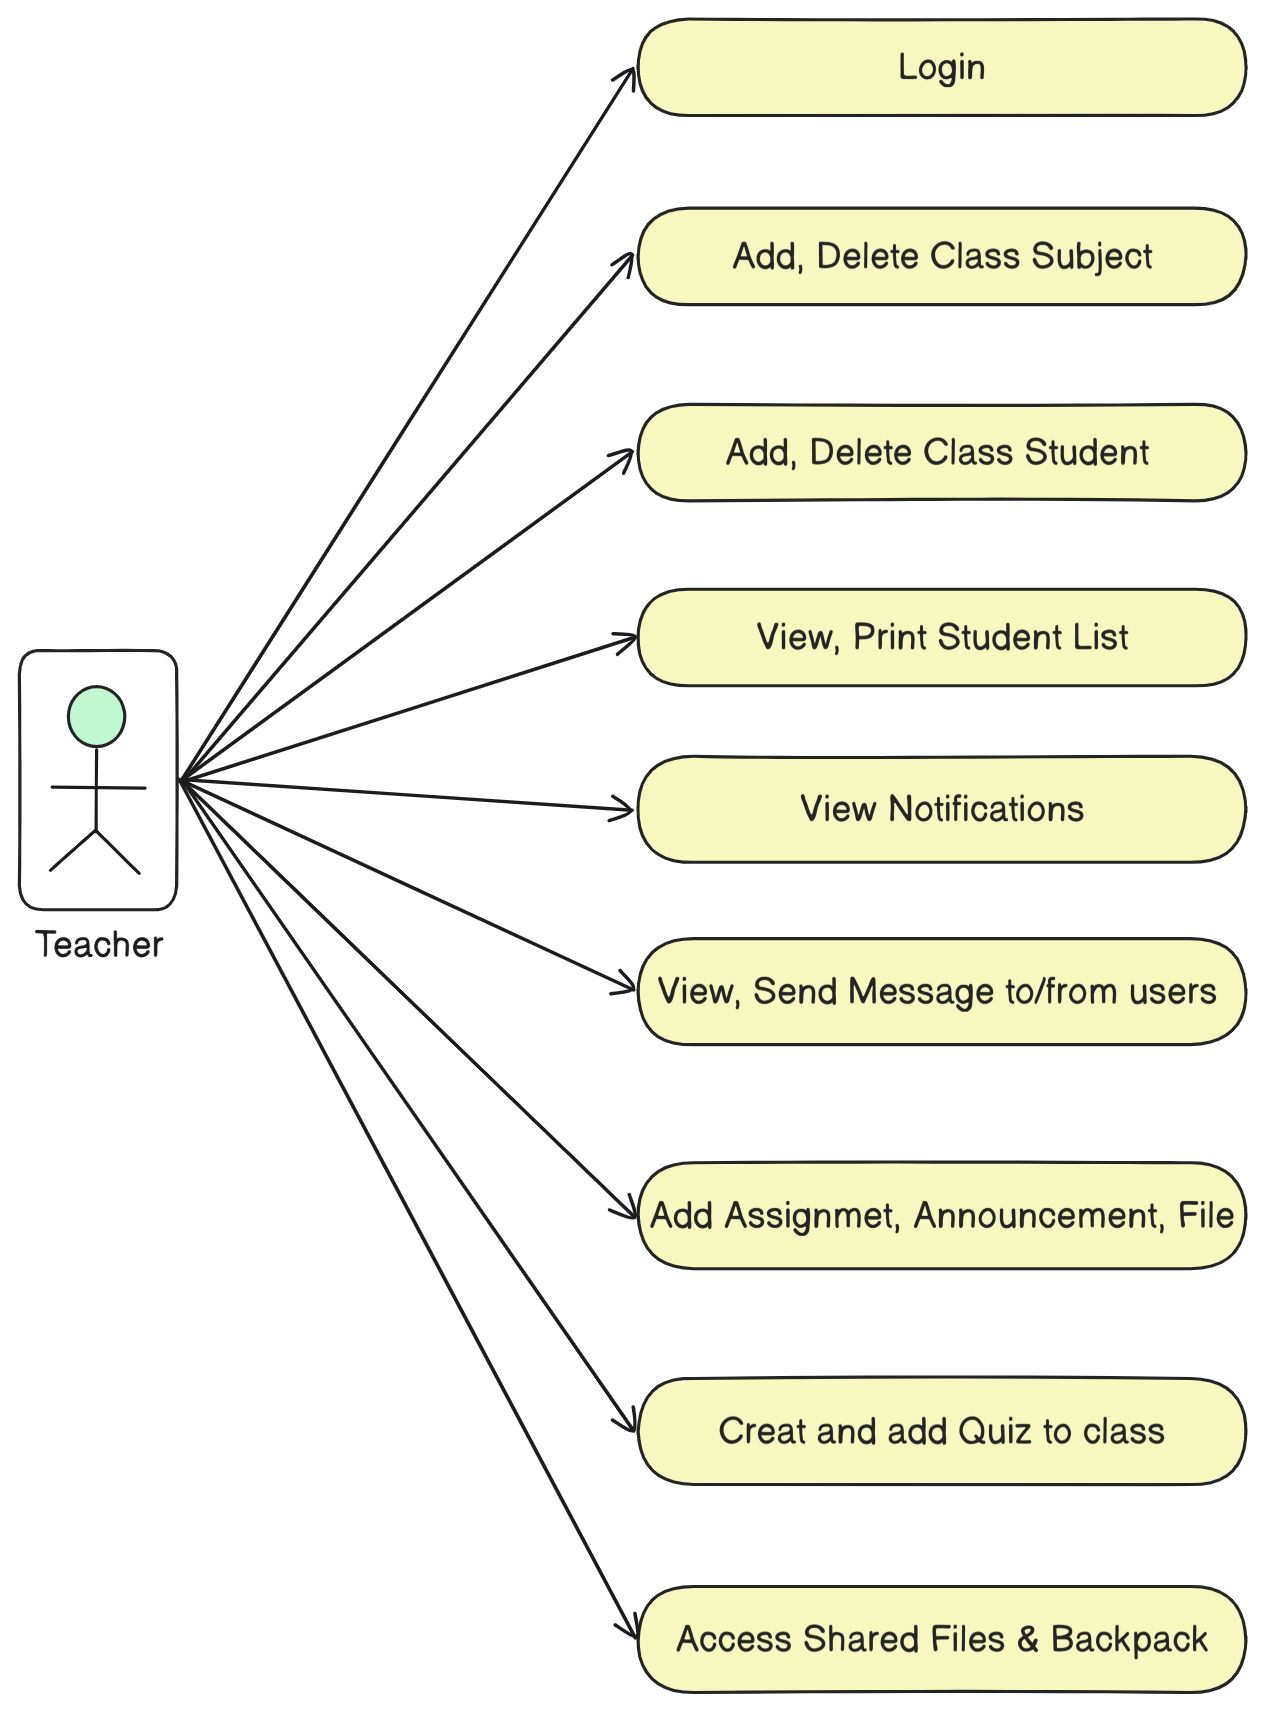 Login
Add, Delete Class Subject
Add, Delete Class Student
View, Print Student List
View Notifications
Teacher
View, Send Message to/from users
Add Assignmet, Announcement, File
Creat and add Quiz to class
Access Shared Files & Backpack